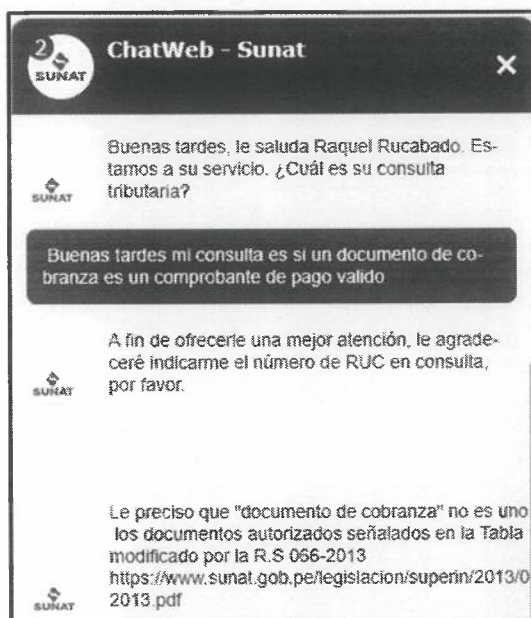 2)
SUNAT
ChatWeb - Sunat
×
Buenas tardes, le saluda Raquel Rucabado. Es-
tamos a su servicio. ¿Cuál es su consulta
tributaria?
SUNAT
Buenas tardes mi consulta es si un documento de co-
branza es un comprobante de pago valido
A fin de ofrecerle una mejor atención, le agrade-
ceré indicarme el número de RUC en consulta,
por favor.
SUNAT
Le preciso que "documento de cobranza" no es uno
los documentos autorizados señalados en la Tabla
modificado por la R.S 066-2013
https://www.sunat.gob.pe/legislacion/superin/2013/0
2013.pdf
SUNAT